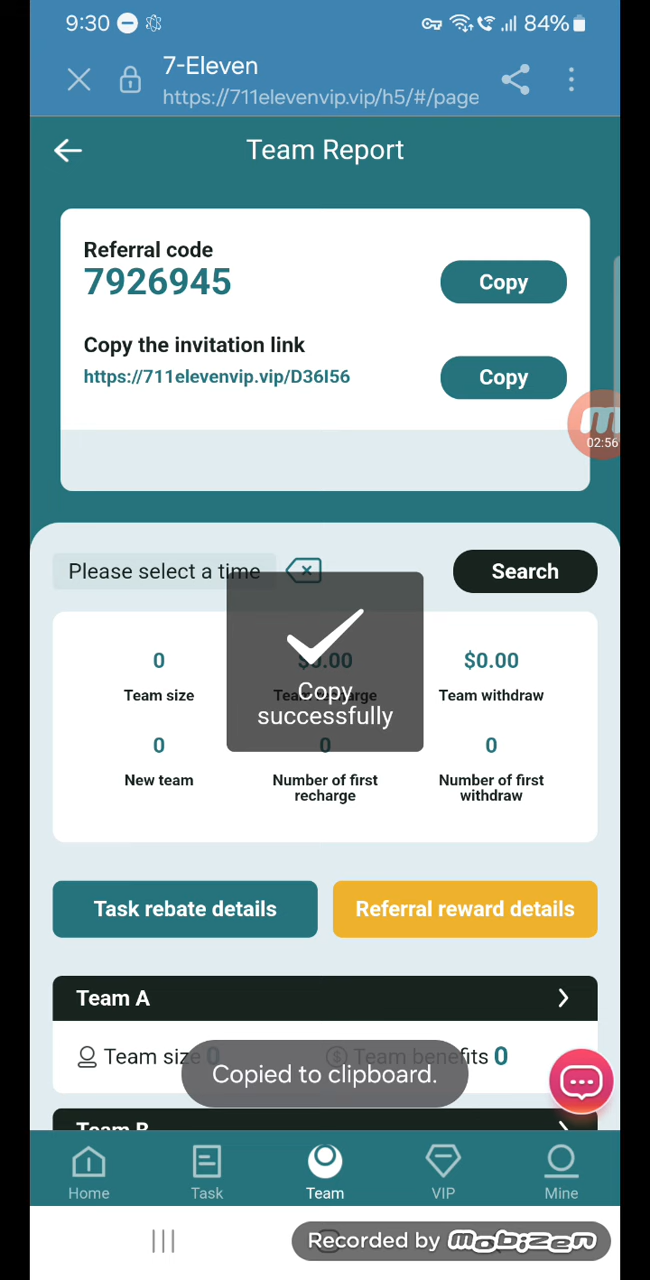 9:30
84%
7-Eleven
https://711elevenvip.vip/h5/#/page
Team Report
Referral code
7926945
Copy
Copy the invitation link
https://711elevenvip.vip/D36I56
Copy
02:56
Please select a time
Search
0
$0.00
$0.00
Team size
Team recharge
Team withdraw
Copy
successfully
0
0
0
New team
Number of first
recharge
Number of first
withdraw
Task rebate details
Referral reward details
Team A
Team size 0
Team benefits 0
Copied to clipboard.
Team B
Home
Task
Team
VIP
Mine
Recorded by mobizen